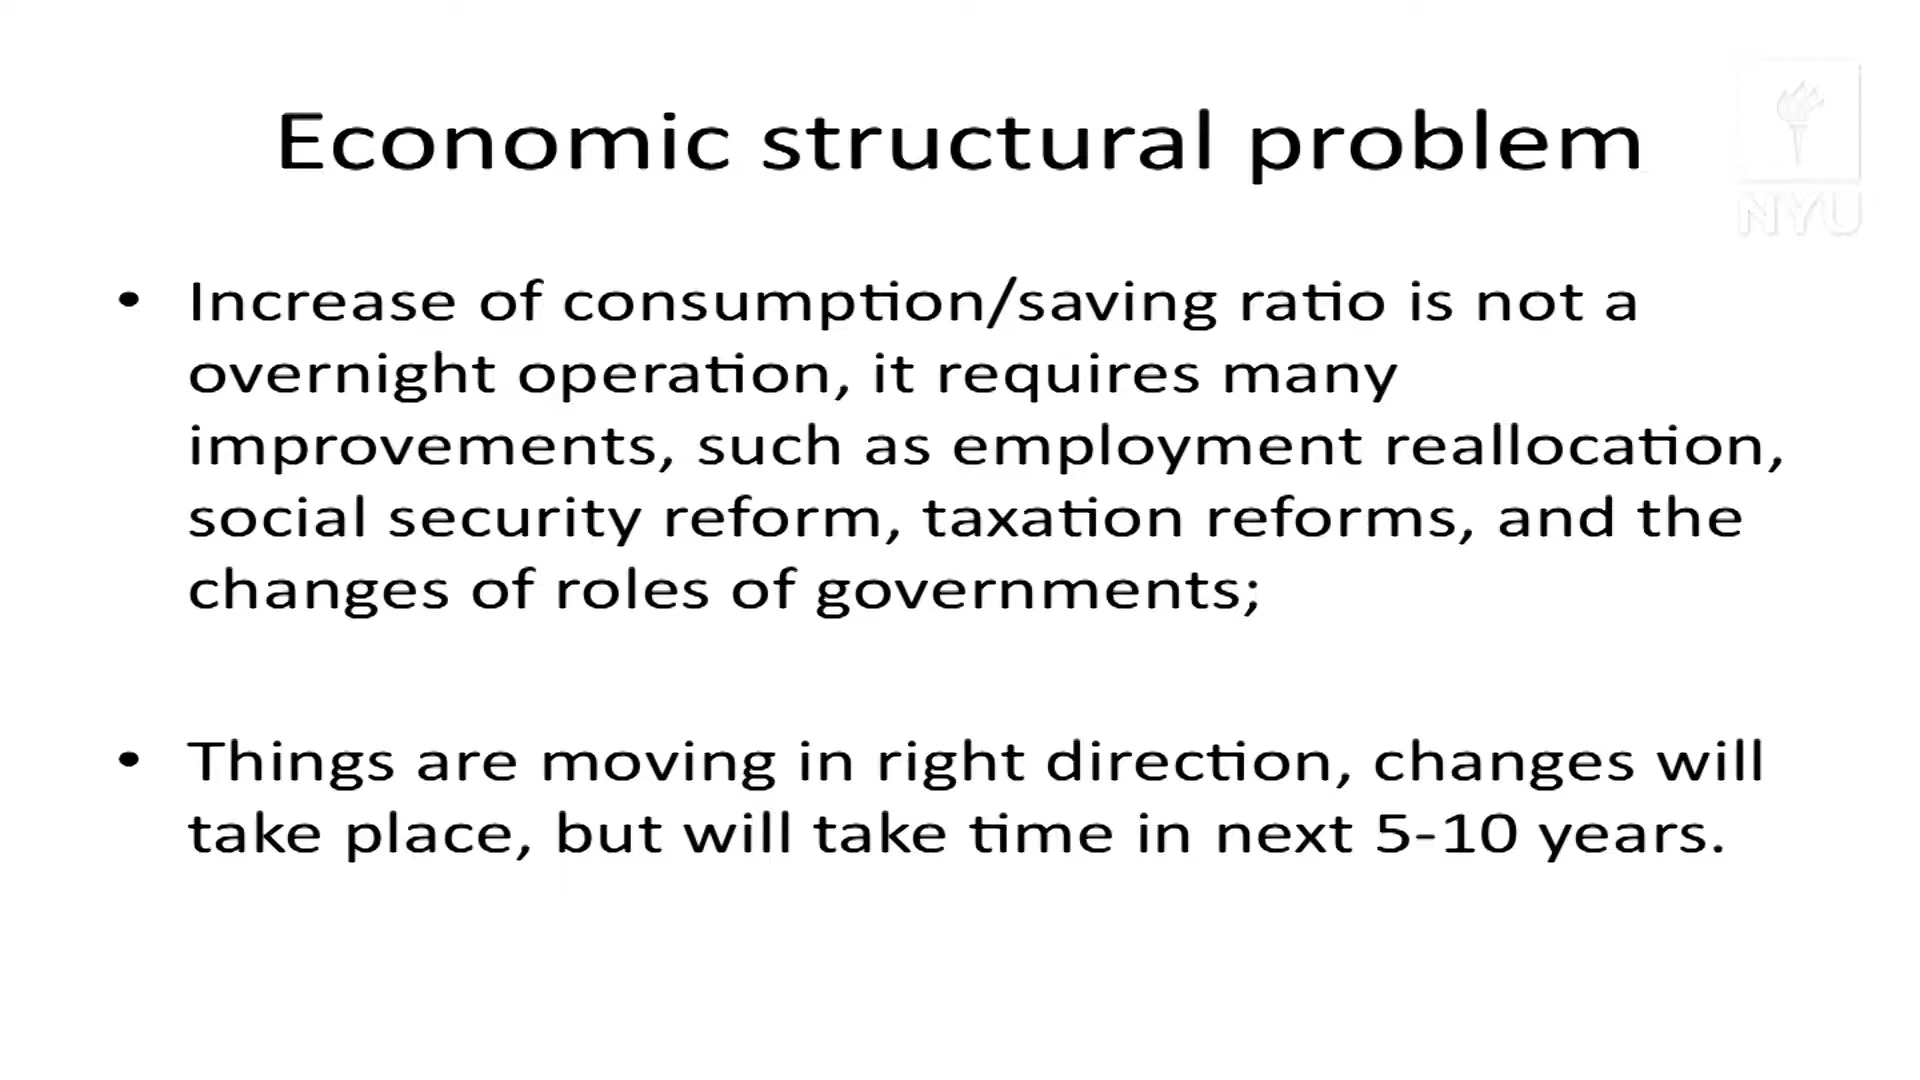 Economic structural problem
NYU
• Increase of consumption/saving ratio is not a
overnight operation, it requires many
improvements, such as employment reallocation,
social security reform, taxation reforms, and the
changes of roles of governments;
• Things are moving in right direction, changes will
take place, but will take time in next 5-10 years.